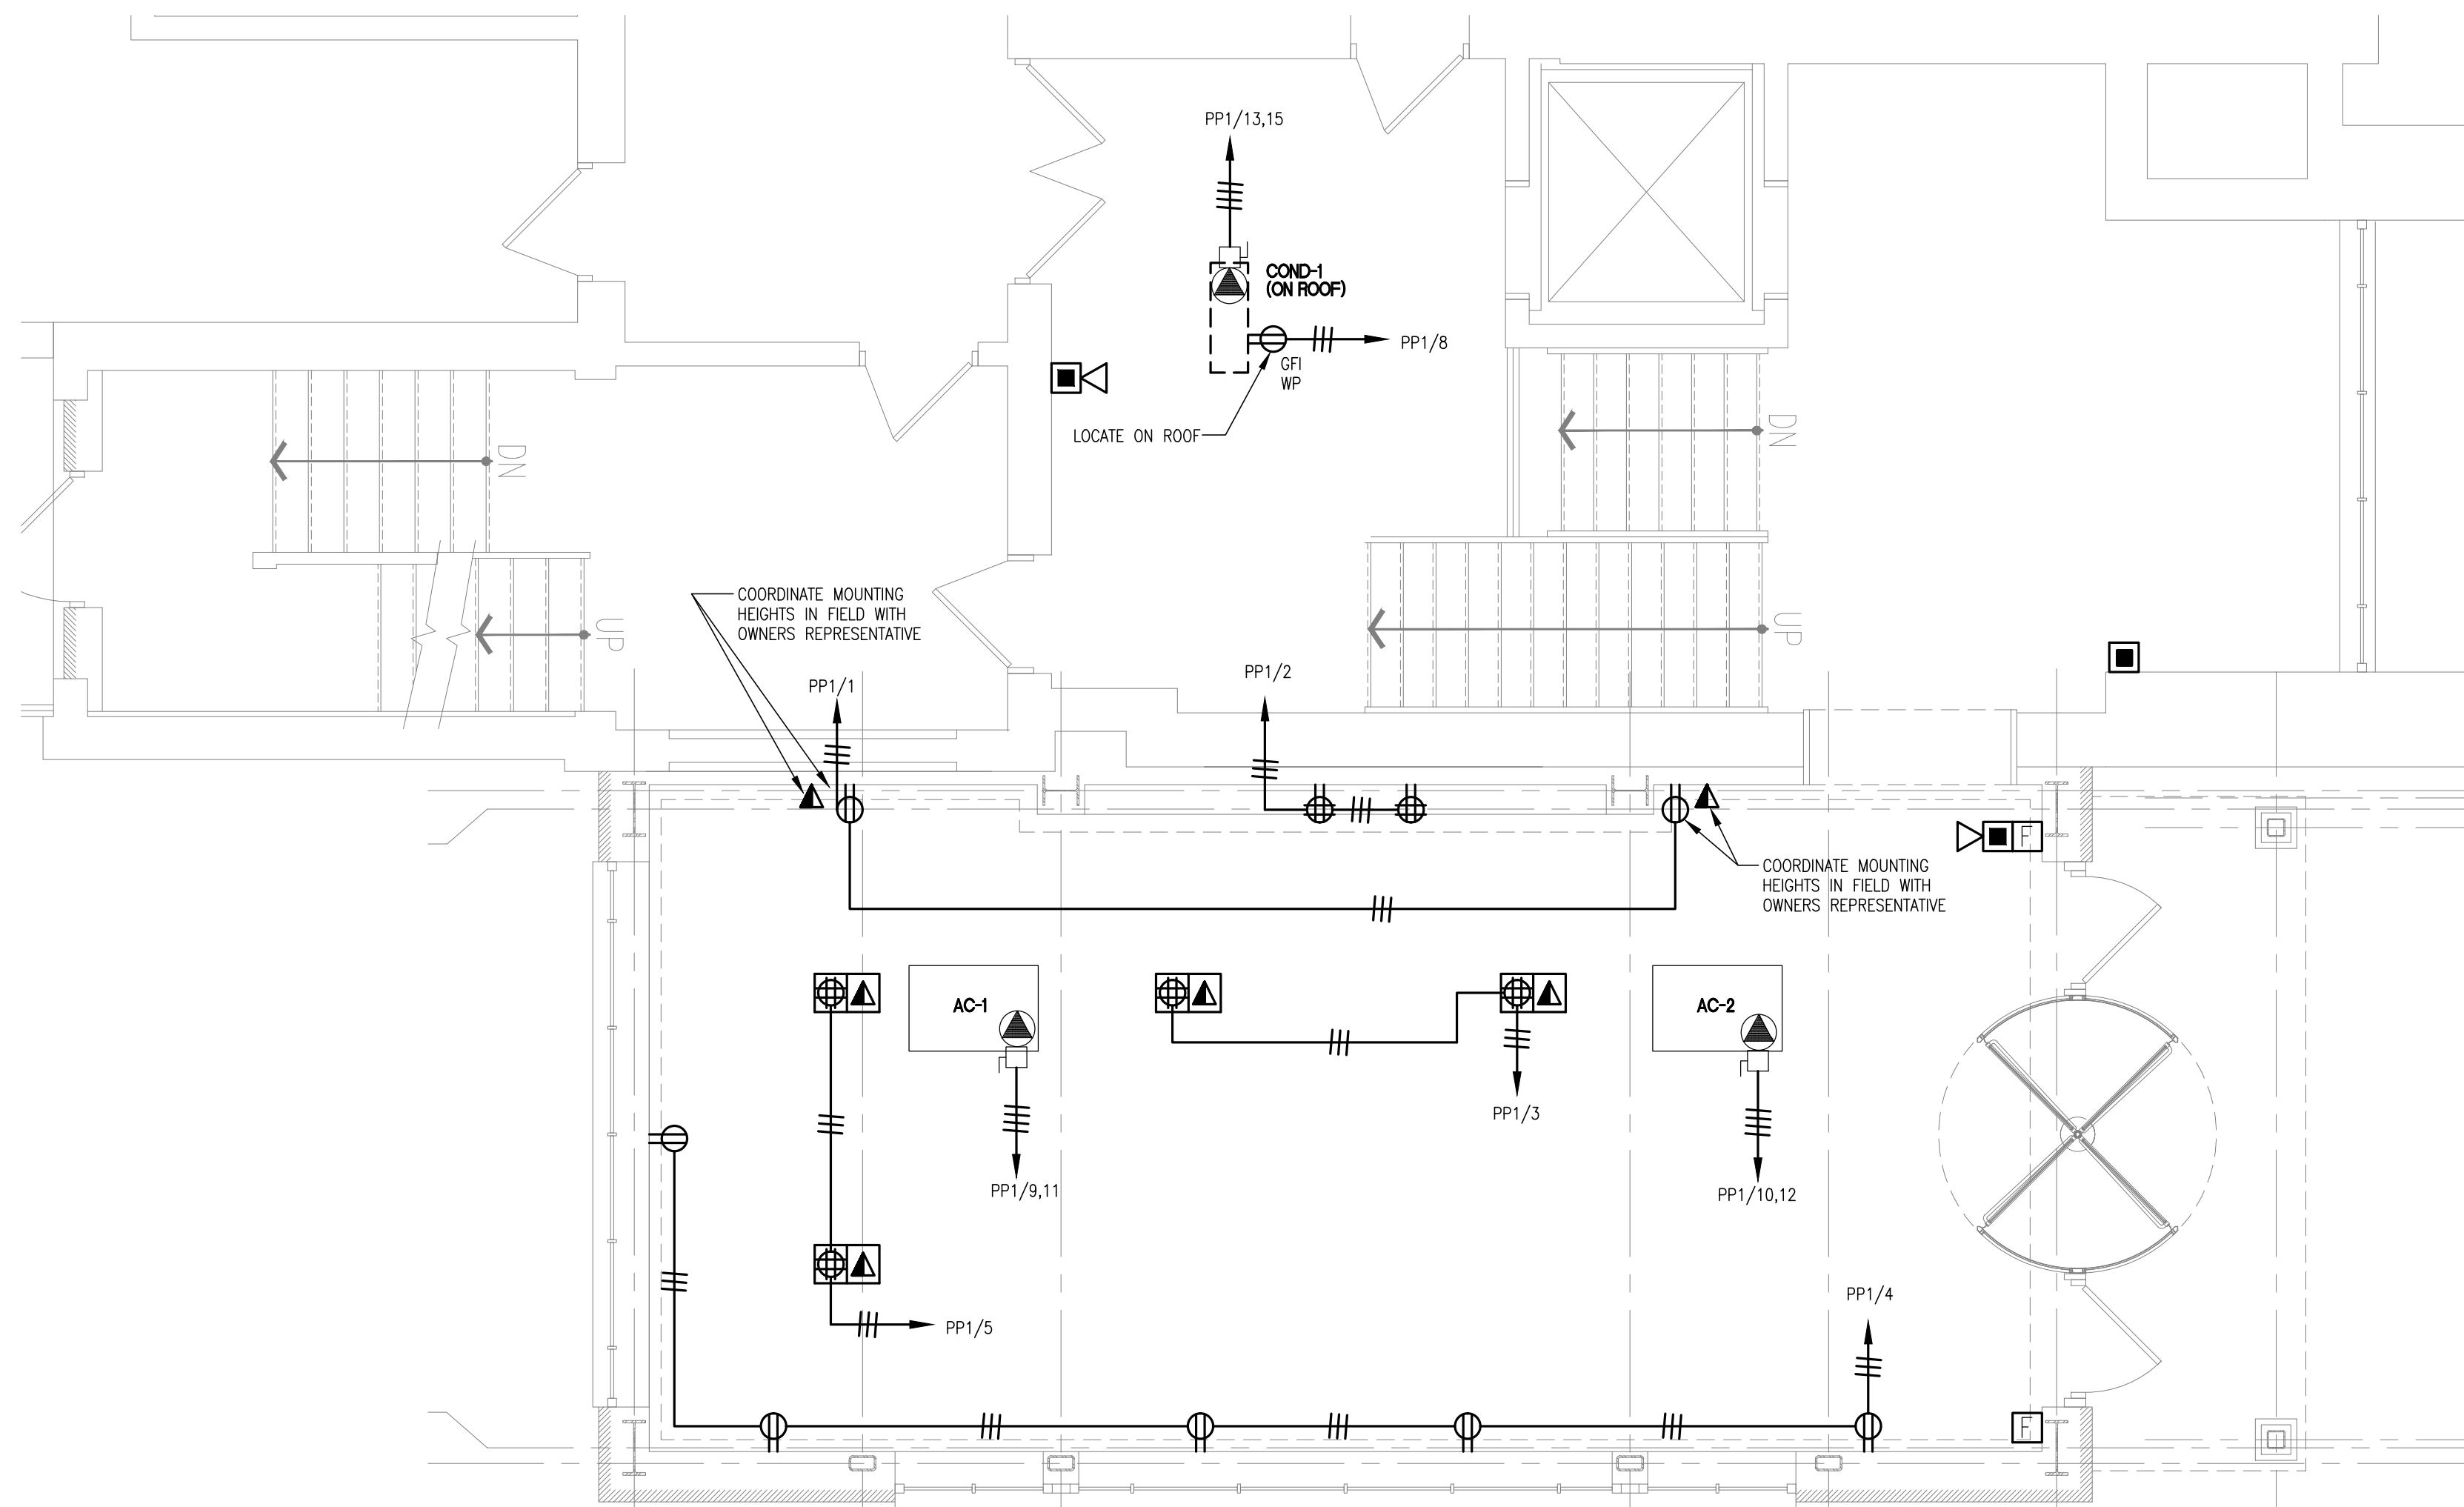 PP1/13,15
COND-1
(ON ROOF)
PP1/8
GFI
WP
LOCATE ON ROOF
DN
DN
COORDINATE MOUNTING
HEIGHTS IN FIELD WITH
OWNERS REPRESENTATIVE
UP
UP
PP1/1
PP1/2
F
COORDINATE MOUNTING
HEIGHTS IN FIELD WITH
OWNERS REPRESENTATIVE
AC-1
AC-2
PP1/3
PP1/9,11
PP1/10,12
PP1/4
PP1/5
F